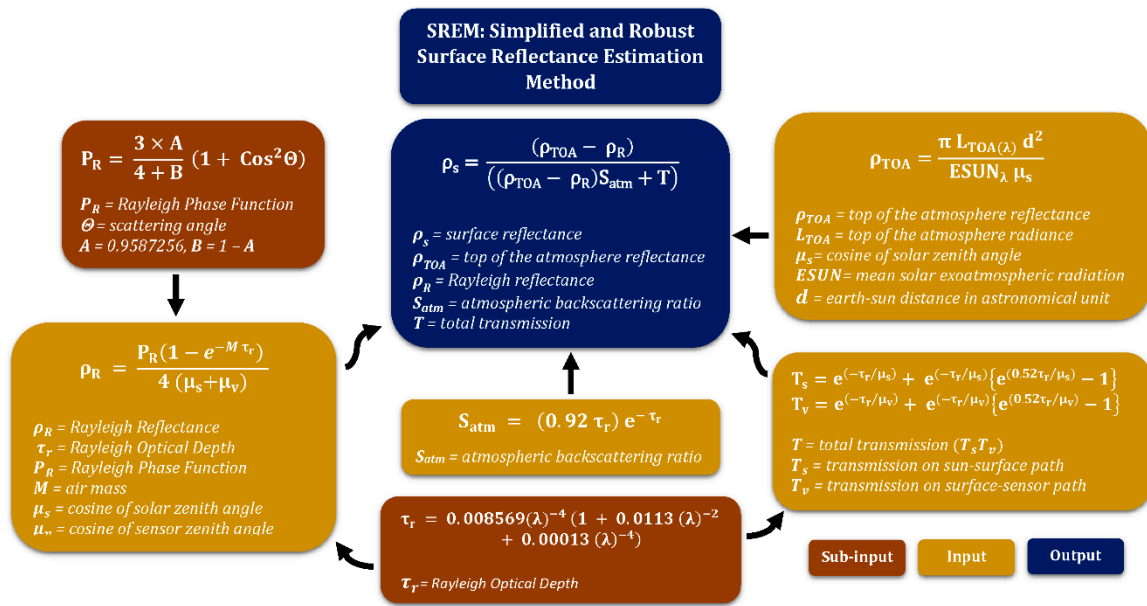 SREM: Simplified and Robust
Surface Reflectance Estimation
Method
P_R = (3 × A)/(4 + B) (1 + Cos²Θ)
P_R = Rayleigh Phase Function
Θ = scattering angle
A = 0.9587256, B = 1 – A
ρ_s = (ρ_TOA − ρ_R)/((ρ_TOA − ρ_R)S_atm + T)
ρ_s = surface reflectance
ρ_TOA = top of the atmosphere reflectance
ρ_R = Rayleigh reflectance
S_atm = atmospheric backscattering ratio
T = total transmission
ρ_TOA = (π L_TOA(λ) d²)/(ESUN_λ μ_s)
ρ_TOA = top of the atmosphere reflectance
L_TOA = top of the atmosphere radiance
μ_s = cosine of solar zenith angle
ESUN = mean solar exoatmospheric radiation
d = earth-sun distance in astronomical unit
ρ_R = P_R(1 − e^(−M τ_r))/(4 (μ_s+μ_v))
ρ_R = Rayleigh Reflectance
τ_r = Rayleigh Optical Depth
P_R = Rayleigh Phase Function
M = air mass
μ_s = cosine of solar zenith angle
μ_v = cosine of sensor zenith angle
S_atm = (0.92 τ_r) e^(− τ_r)
S_atm = atmospheric backscattering ratio
T_s = e^(−τ_r/μ_s) + e^(−τ_r/μ_s){e^(0.52τ_r/μ_s) − 1}
T_v = e^(−τ_r/μ_v) + e^(−τ_r/μ_v){e^(0.52τ_r/μ_v) − 1}
T = total transmission (T_sT_v)
T_s = transmission on sun-surface path
T_v = transmission on surface-sensor path
τ_r = 0.008569(λ)^−4 (1 + 0.0113 (λ)^−2
+ 0.00013 (λ)^−4)
τ_r = Rayleigh Optical Depth
Sub-input
Input
Output